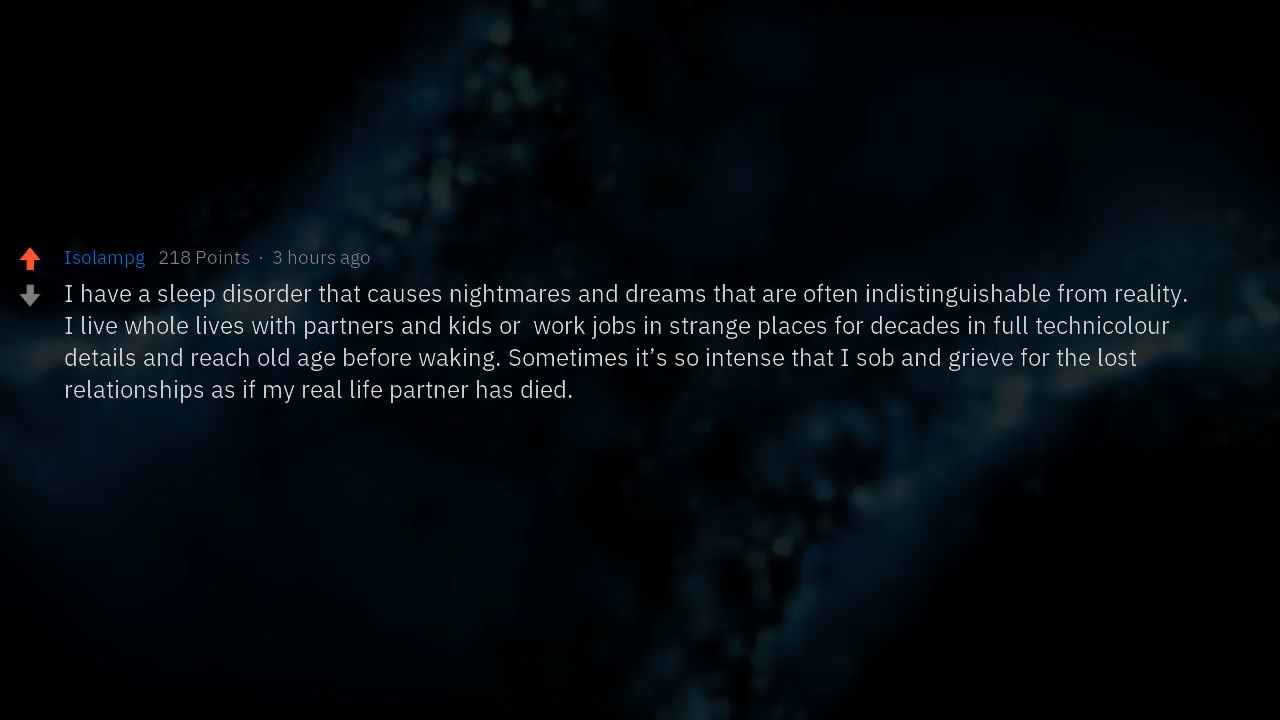 Isolampg 218 Points · 3 hours ago
I have a sleep disorder that causes nightmares and dreams that are often indistinguishable from reality.
I live whole lives with partners and kids or  work jobs in strange places for decades in full technicolour
details and reach old age before waking. Sometimes it’s so intense that I sob and grieve for the lost
relationships as if my real life partner has died.